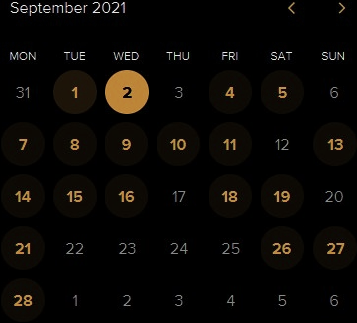 September 2021
MON TUE WED THU FRI SAT SUN
31 1 2 3 4 5 6
7 8 9 10 11 12 13
14 15 16 17 18 19 20
21 22 23 24 25 26 27
28 1 2 3 4 5 6